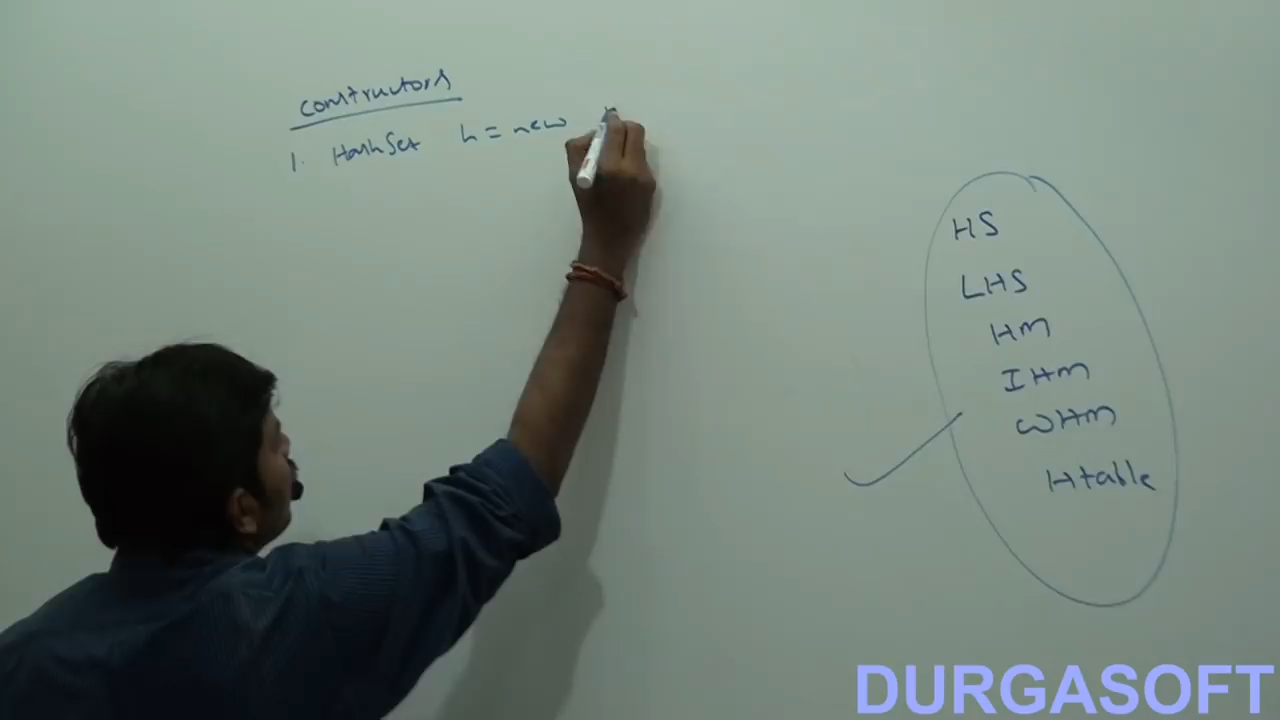 constructors
1. HashSet h = new
HS
LHS
HM
IHM
WHM
Htable
DURGASOFT